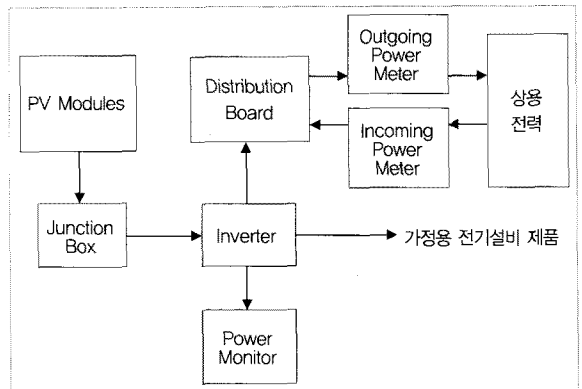 PV Modules
Distribution
Board
Outgoing
Power
Meter
Incoming
Power
Meter
상용
전력
Junction
Box
Inverter
가정용 전기설비 제품
Power
Monitor